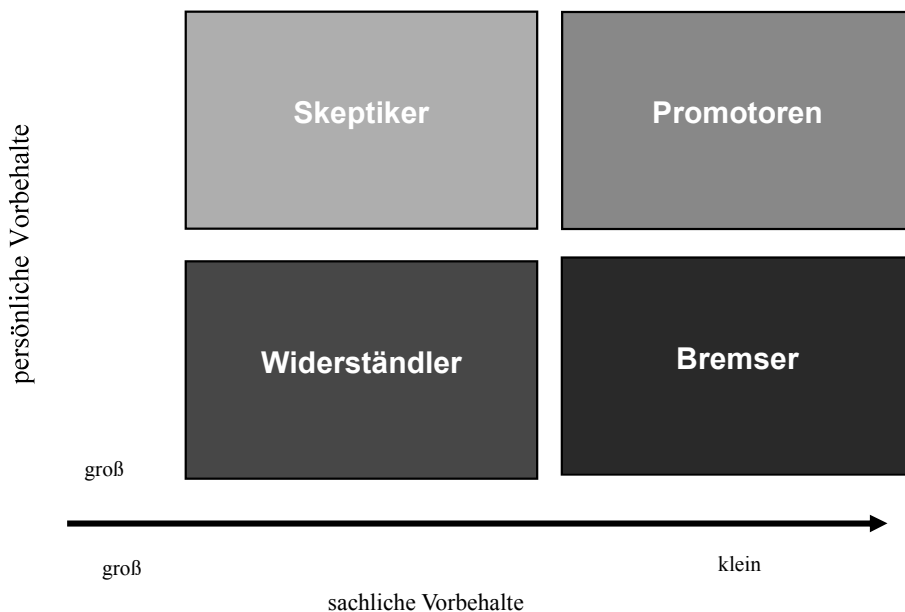 persönliche Vorbehalte
Skeptiker
Promotoren
Widerständler
Bremser
groß
groß
klein
sachliche Vorbehalte